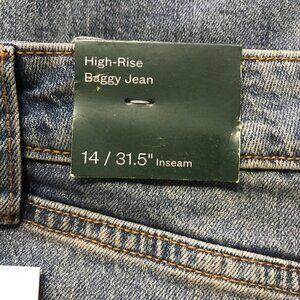 High-Rise
Baggy Jean
14 / 31.5" Inseam